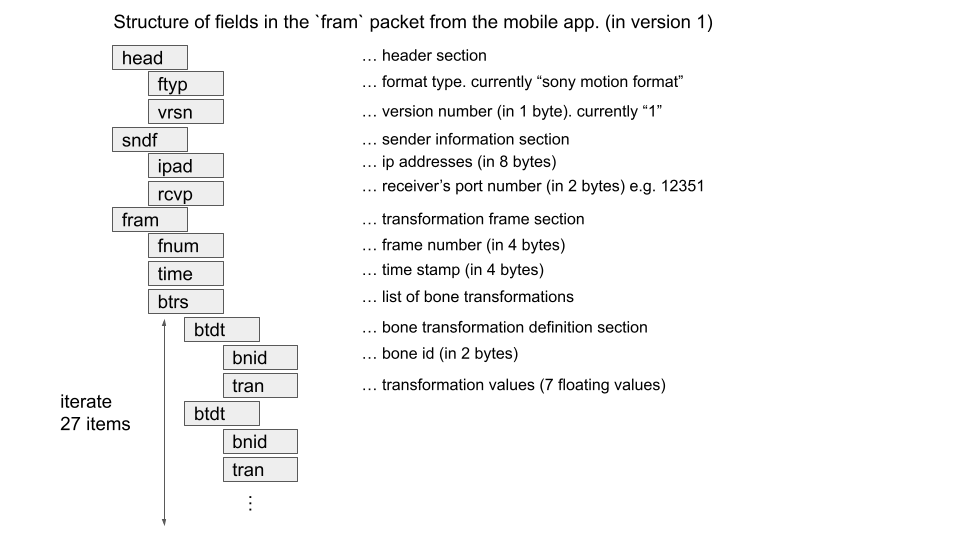 Structure of fields in the `fram` packet from the mobile app. (in version 1)
head … header section
ftyp … format type. currently “sony motion format”
vrsn … version number (in 1 byte). currently “1”
sndf … sender information section
ipad … ip addresses (in 8 bytes)
rcvp … receiver’s port number (in 2 bytes) e.g. 12351
fram … transformation frame section
fnum … frame number (in 4 bytes)
time … time stamp (in 4 bytes)
btrs … list of bone transformations
btdt … bone transformation definition section
bnid … bone id (in 2 bytes)
tran … transformation values (7 floating values)
iterate
27 items
btdt
bnid
tran
⋮